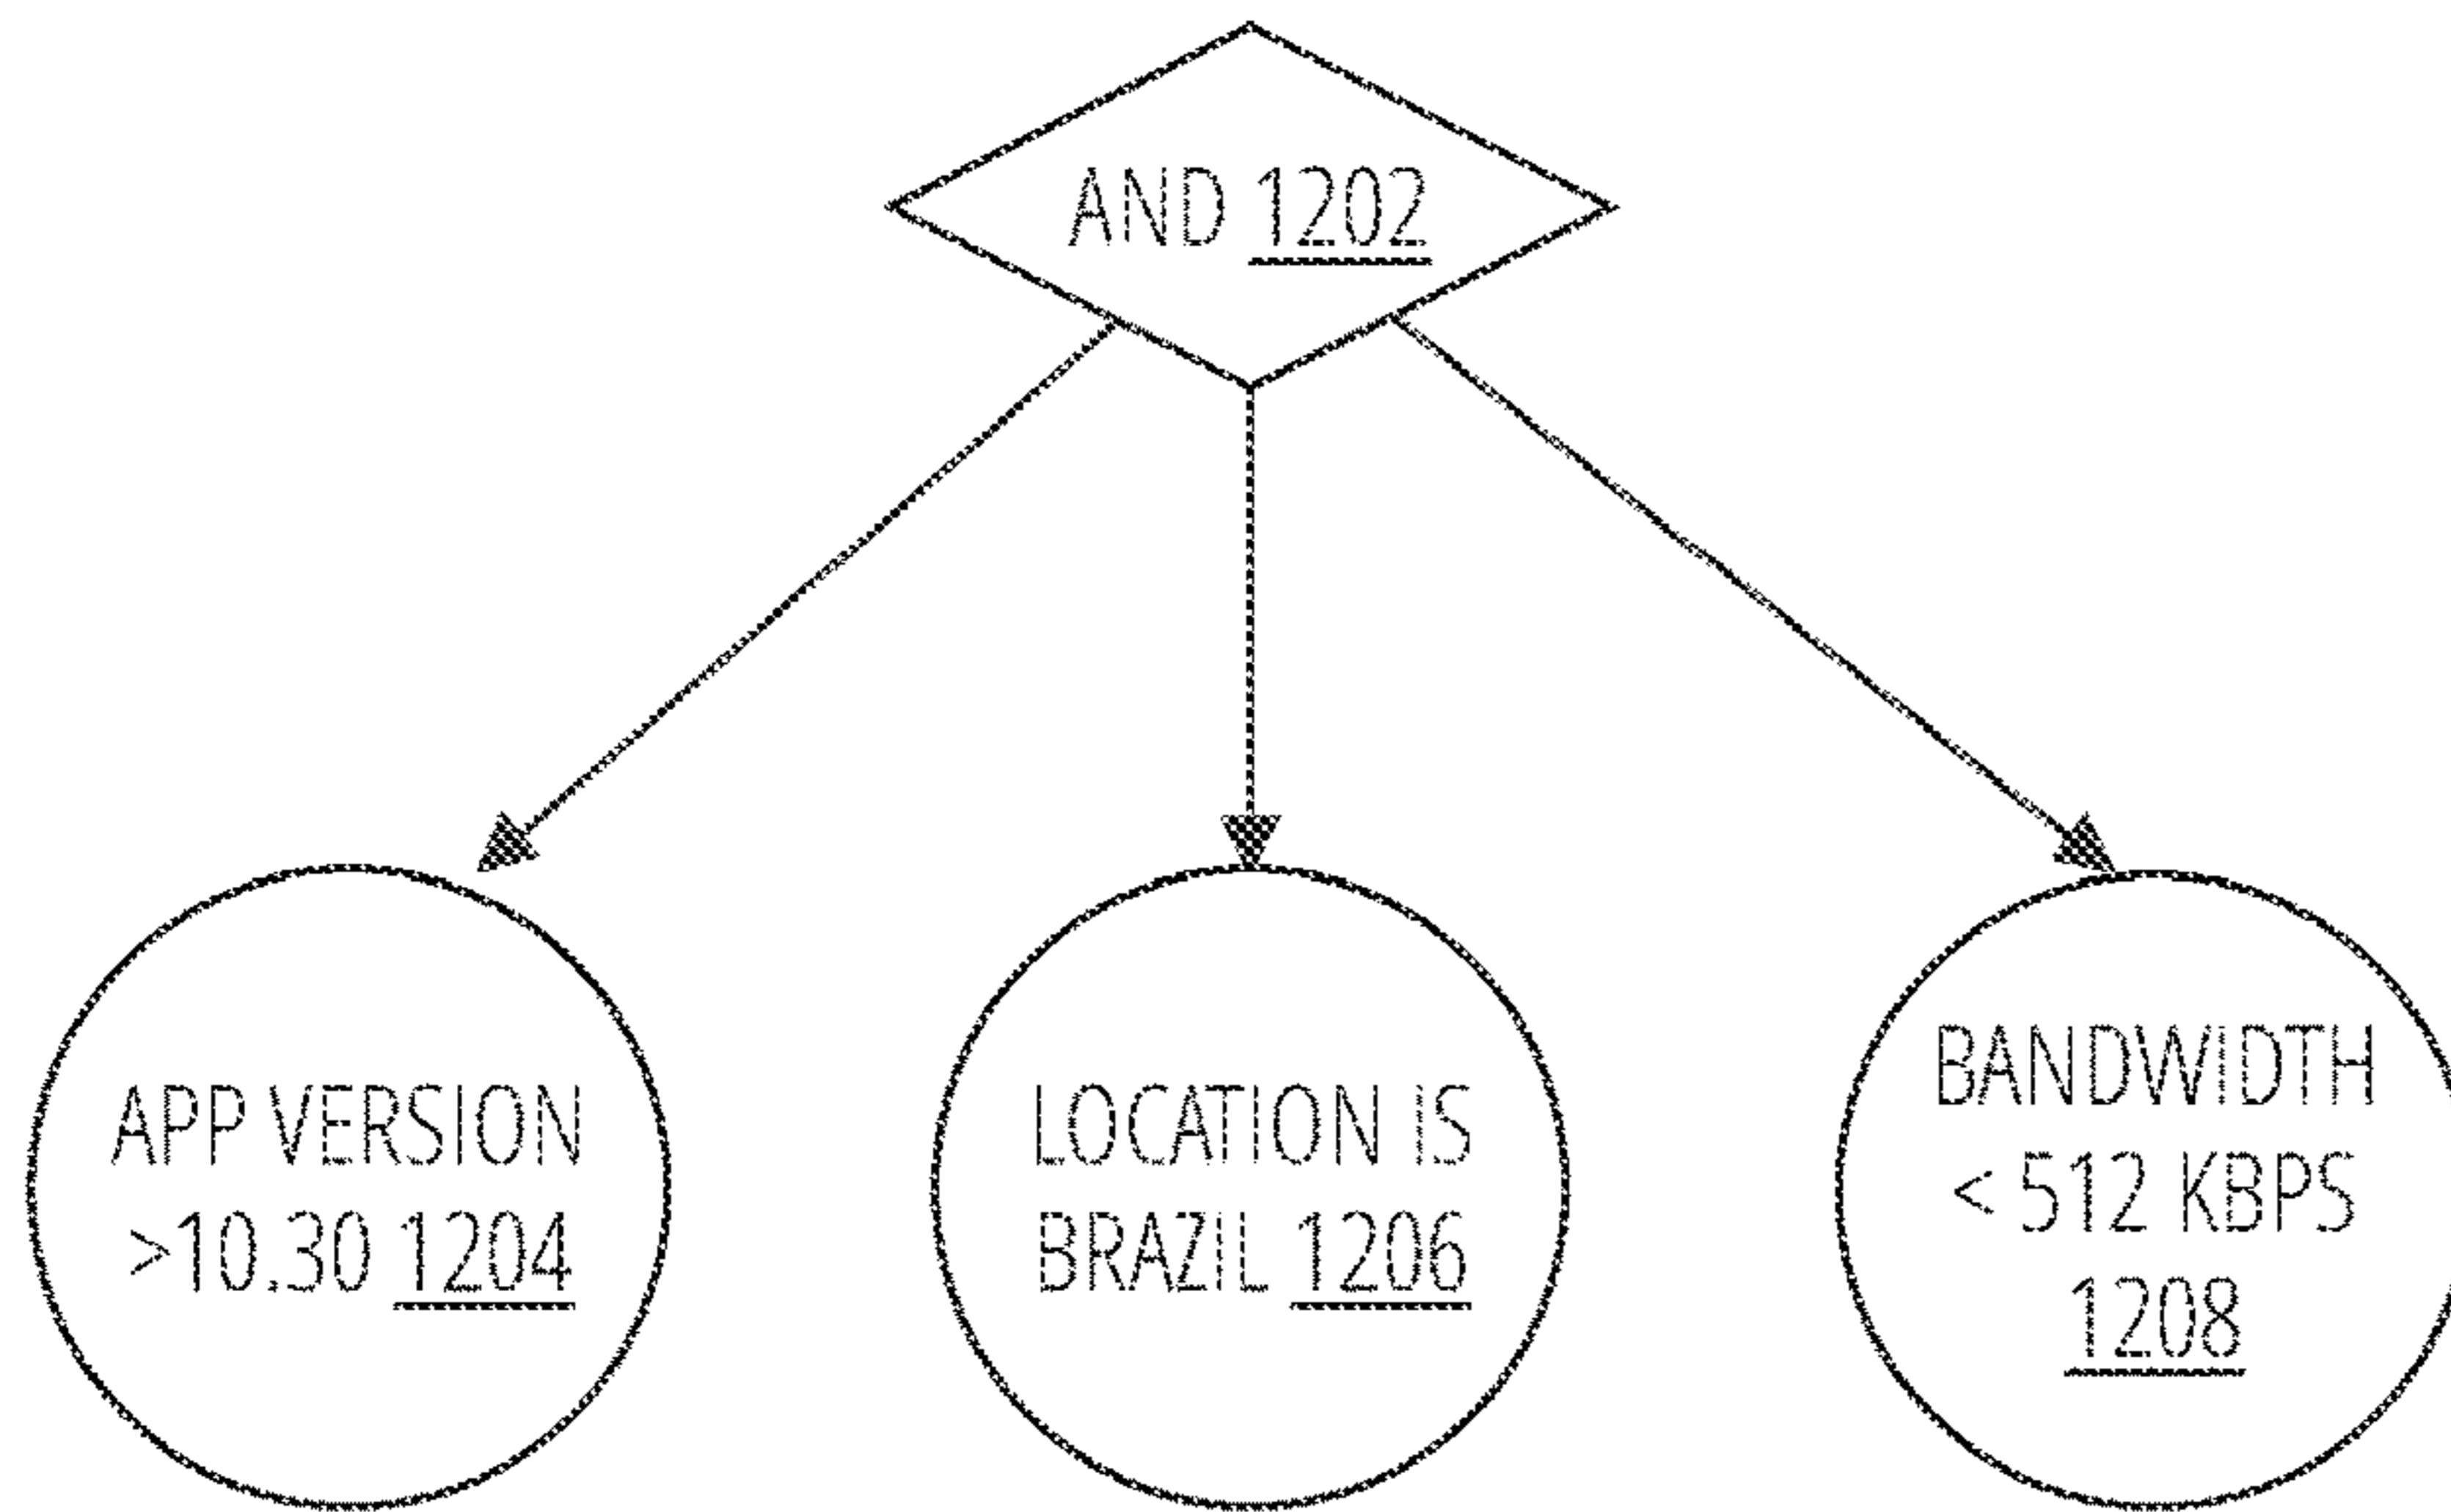 AND 1202
APP VERSION
>10.30 1204
LOCATION IS
BRAZIL 1206
BANDWIDTH
< 512 KBPS
1208